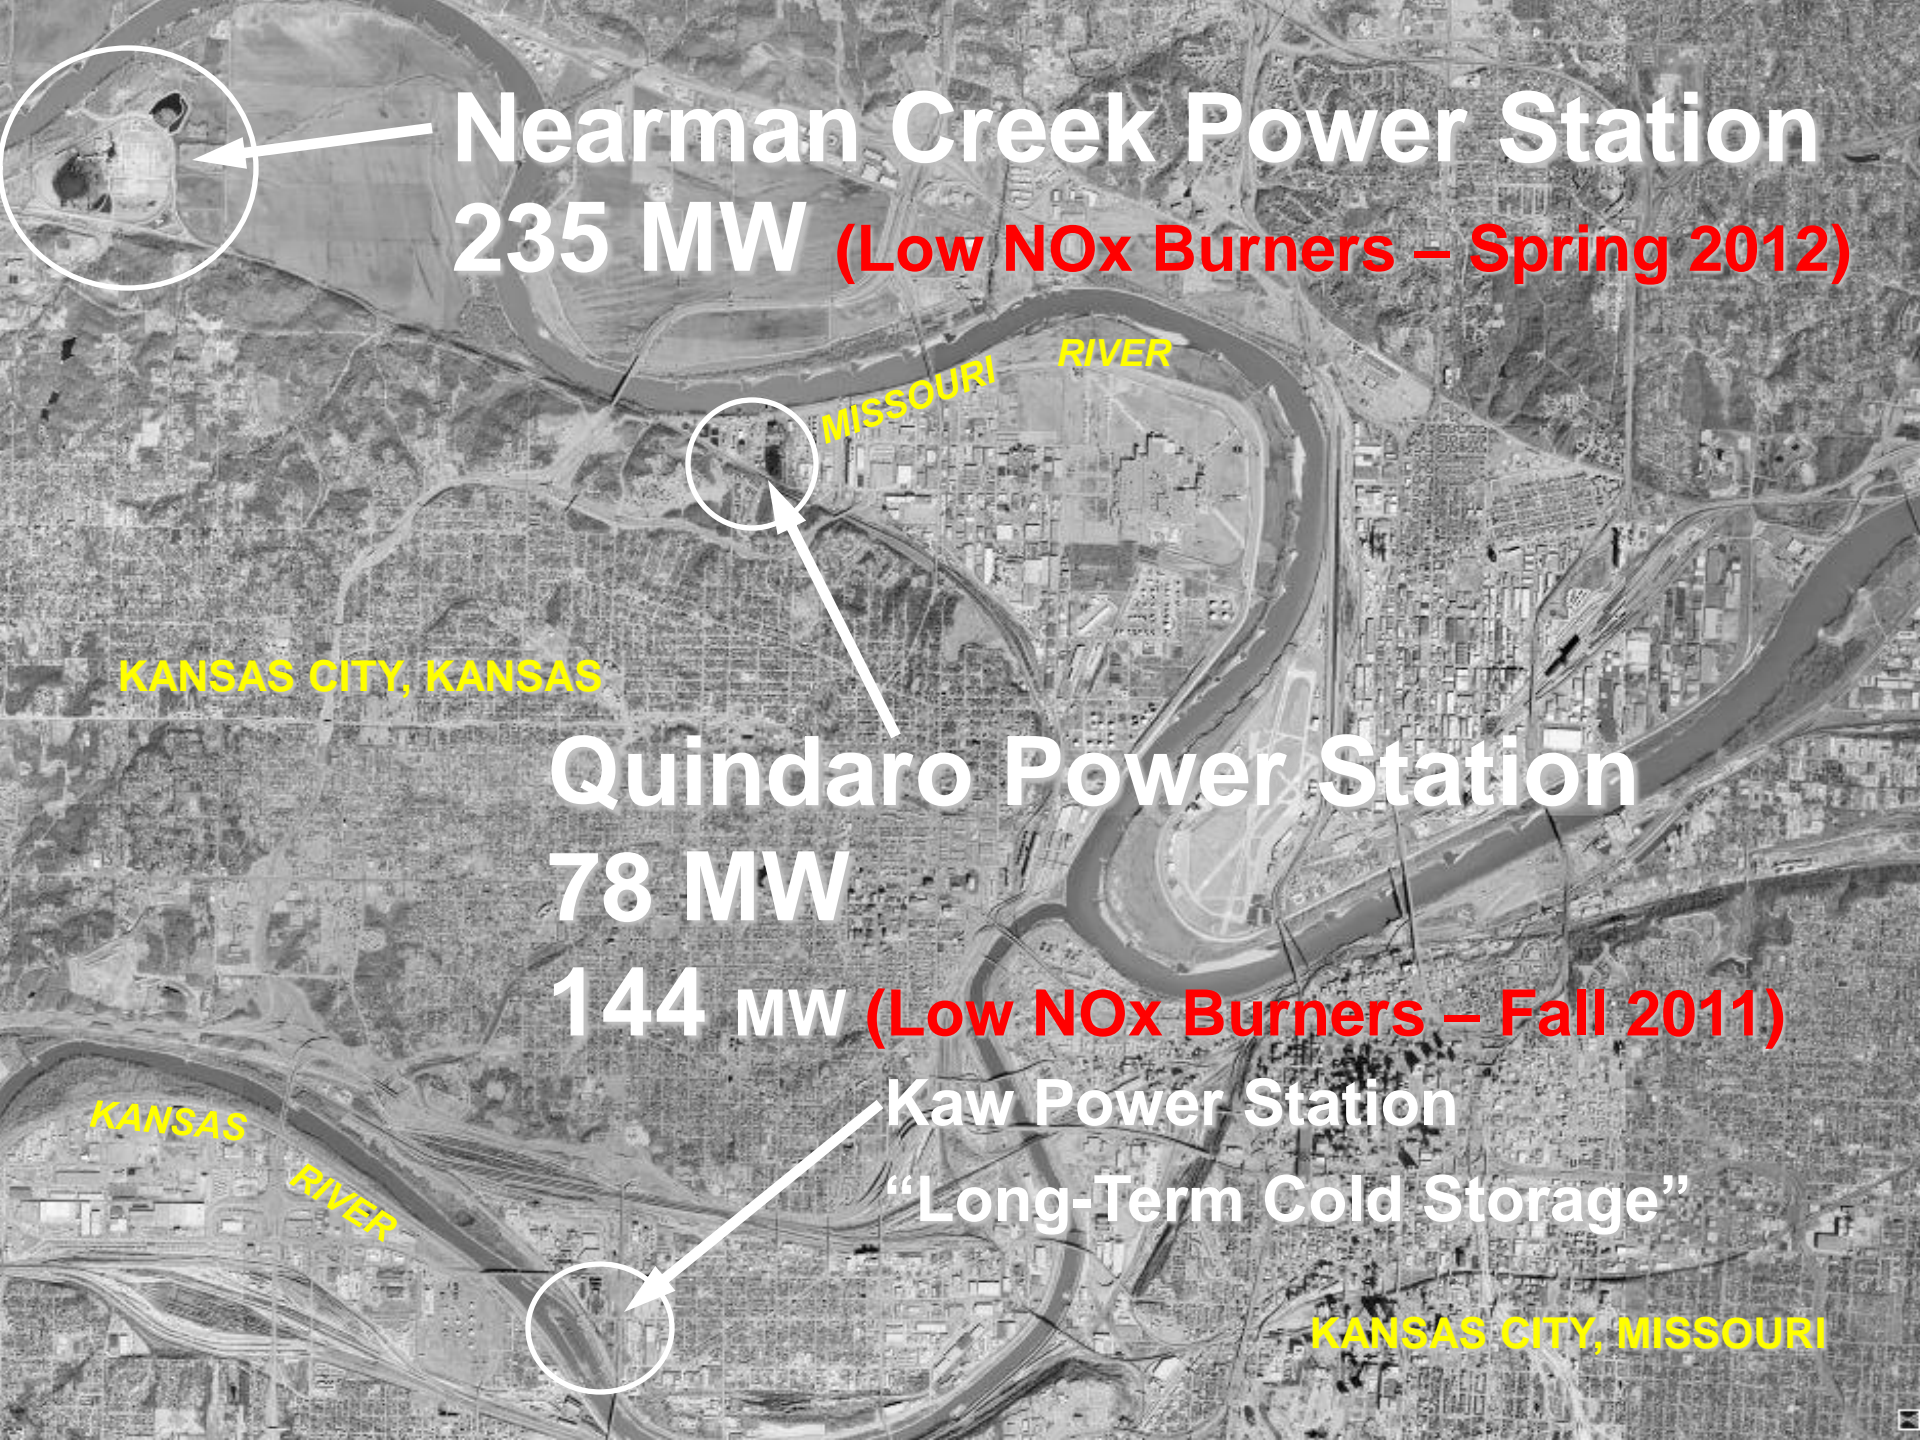 Nearman Creek Power Station
235 MW (Low NOx Burners – Spring 2012)
MISSOURI RIVER
KANSAS CITY, KANSAS
Quindaro Power Station
78 MW
144 MW (Low NOx Burners – Fall 2011)
Kaw Power Station
“Long-Term Cold Storage”
KANSAS
RIVER
KANSAS CITY, MISSOURI